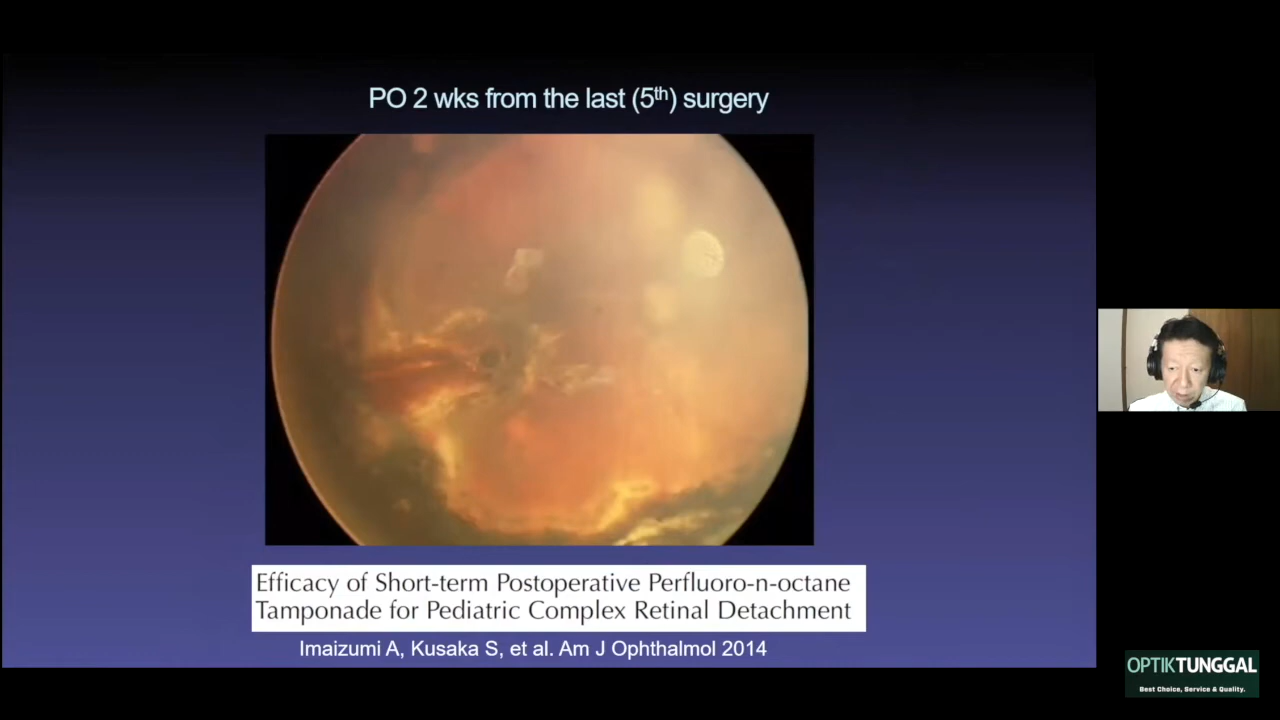 PO 2 wks from the last (5th) surgery
Efficacy of Short-term Postoperative Perfluoro-n-octane
Tamponade for Pediatric Complex Retinal Detachment
Imaizumi A, Kusaka S, et al. Am J Ophthalmol 2014
OPTIKTUNGGAL
Best Choice, Service & Quality.